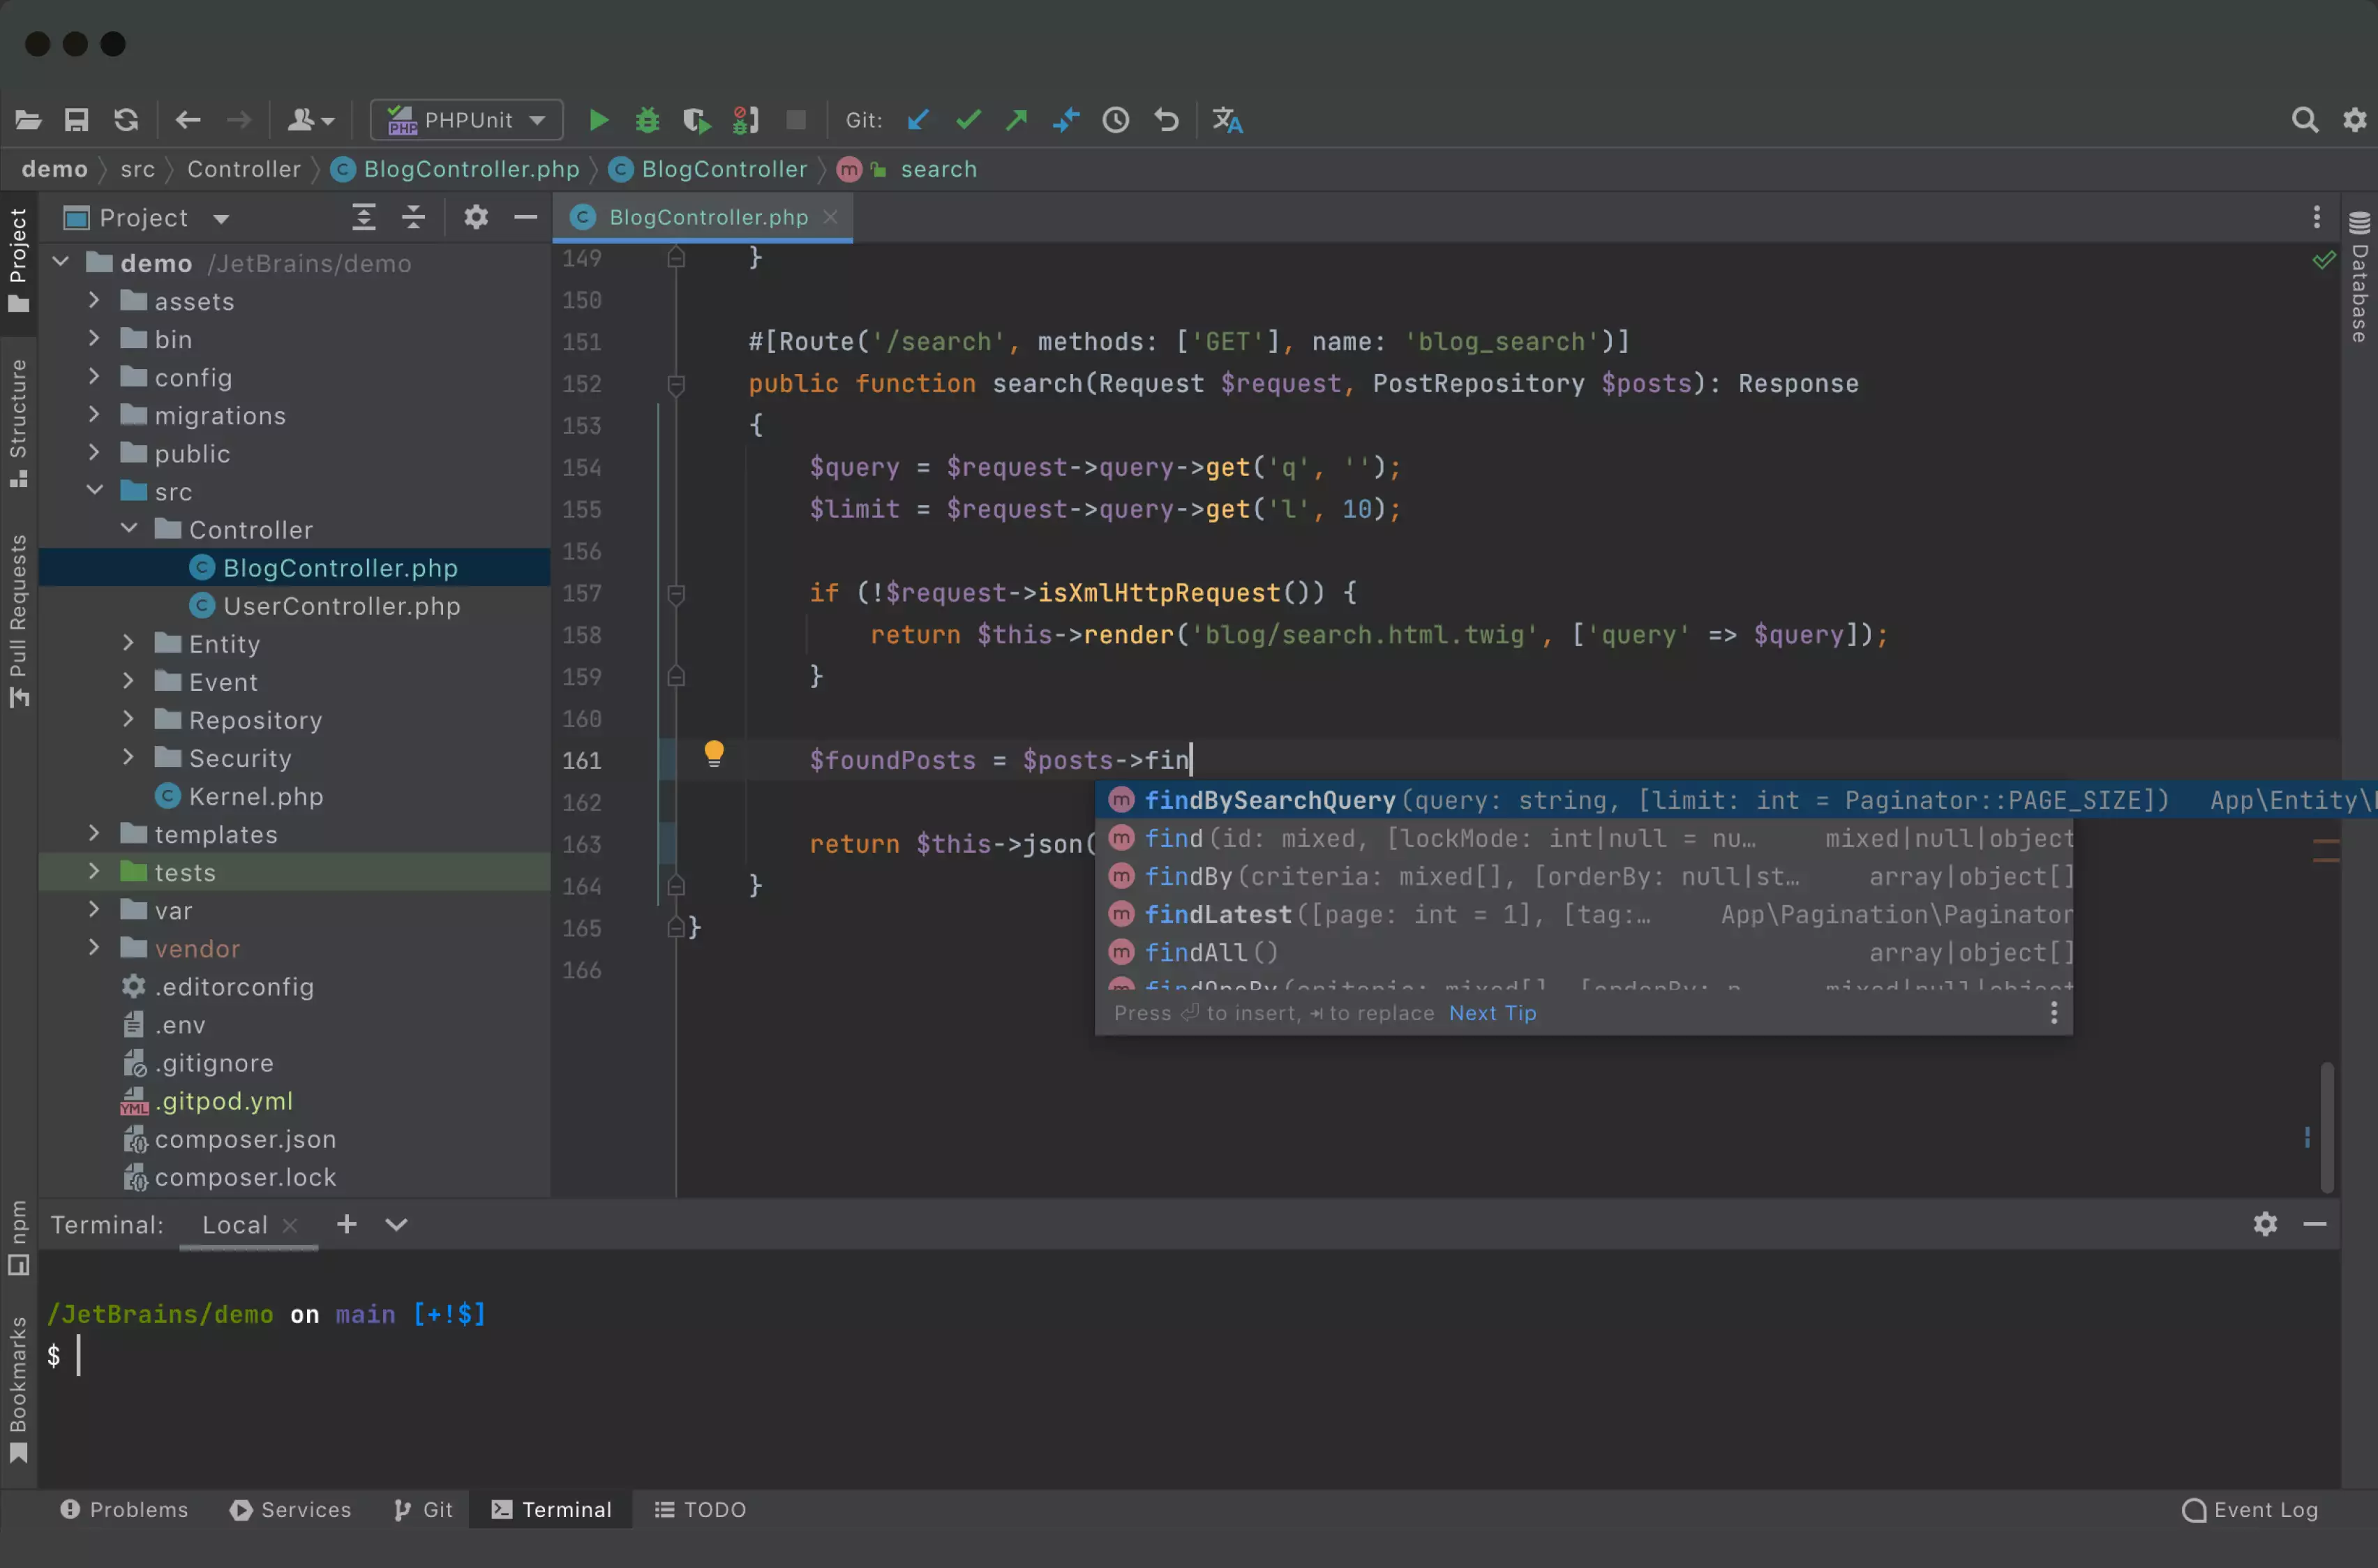 PHPUnit
Git:
demo src Controller BlogController.php BlogController search
Project
BlogController.php
Project
Structure
Pull Requests
npm
Bookmarks
Database
demo /JetBrains/demo
assets
bin
config
migrations
public
src
Controller
BlogController.php
UserController.php
Entity
Event
Repository
Security
Kernel.php
templates
tests
var
vendor
.editorconfig
.env
.gitignore
.gitpod.yml
composer.json
composer.lock
149 }
150
151 #[Route('/search', methods: ['GET'], name: 'blog_search')]
152 public function search(Request $request, PostRepository $posts): Response
153 {
154 $query = $request->query->get('q', '');
155 $limit = $request->query->get('l', 10);
156
157 if (!$request->isXmlHttpRequest()) {
158 return $this->render('blog/search.html.twig', ['query' => $query]);
159 }
160
161 $foundPosts = $posts->fin
162
163 return $this->json(
164 }
165 }
166
findBySearchQuery(query: string, [limit: int = Paginator::PAGE_SIZE]) App\Entity\
find(id: mixed, [lockMode: int|null = nu… mixed|null|object
findBy(criteria: mixed[], [orderBy: null|st… array|object[]
findLatest([page: int = 1], [tag:… App\Pagination\Paginator
findAll() array|object[]
findOneBy(criteria: mixed[], [orderBy: n… mixed|null|object
Press ⏎ to insert, ⇥ to replace Next Tip
Terminal: Local
/JetBrains/demo on main [+!$]
$
Problems Services Git Terminal TODO Event Log